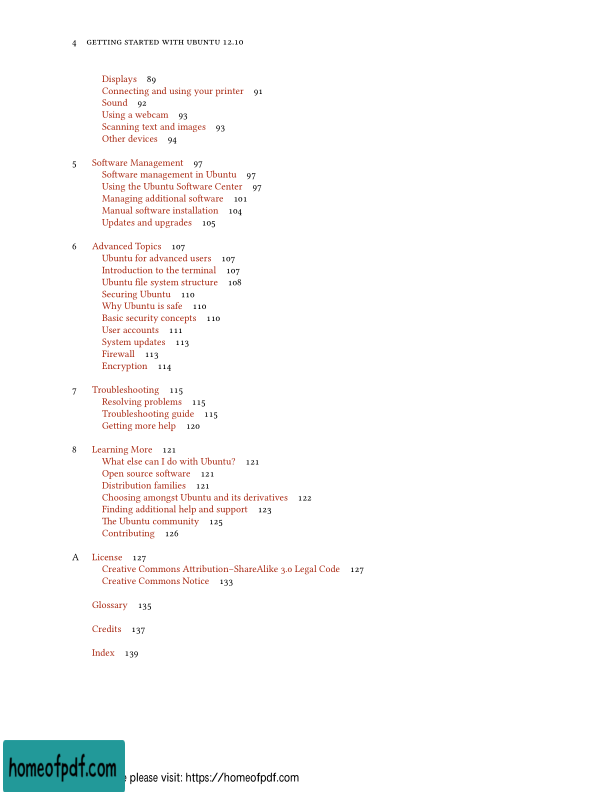 4 GETTING STARTED WITH UBUNTU 12.10
Displays 89
Connecting and using your printer 91
Sound 92
Using a webcam 93
Scanning text and images 93
Other devices 94
5 Software Management 97
Software management in Ubuntu 97
Using the Ubuntu Software Center 97
Managing additional software 101
Manual software installation 104
Updates and upgrades 105
6 Advanced Topics 107
Ubuntu for advanced users 107
Introduction to the terminal 107
Ubuntu file system structure 108
Securing Ubuntu 110
Why Ubuntu is safe 110
Basic security concepts 110
User accounts 111
System updates 113
Firewall 113
Encryption 114
7 Troubleshooting 115
Resolving problems 115
Troubleshooting guide 115
Getting more help 120
8 Learning More 121
What else can I do with Ubuntu? 121
Open source software 121
Distribution families 121
Choosing amongst Ubuntu and its derivatives 122
Finding additional help and support 123
The Ubuntu community 125
Contributing 126
A License 127
Creative Commons Attribution–ShareAlike 3.0 Legal Code 127
Creative Commons Notice 133
Glossary 135
Credits 137
Index 139
homeofpdf.com
please visit: https://homeofpdf.com